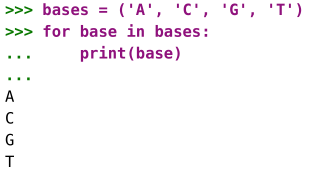 >>> bases = ('A', 'C', 'G', 'T')
>>> for base in bases:
...     print(base)
...
A
C
G
T